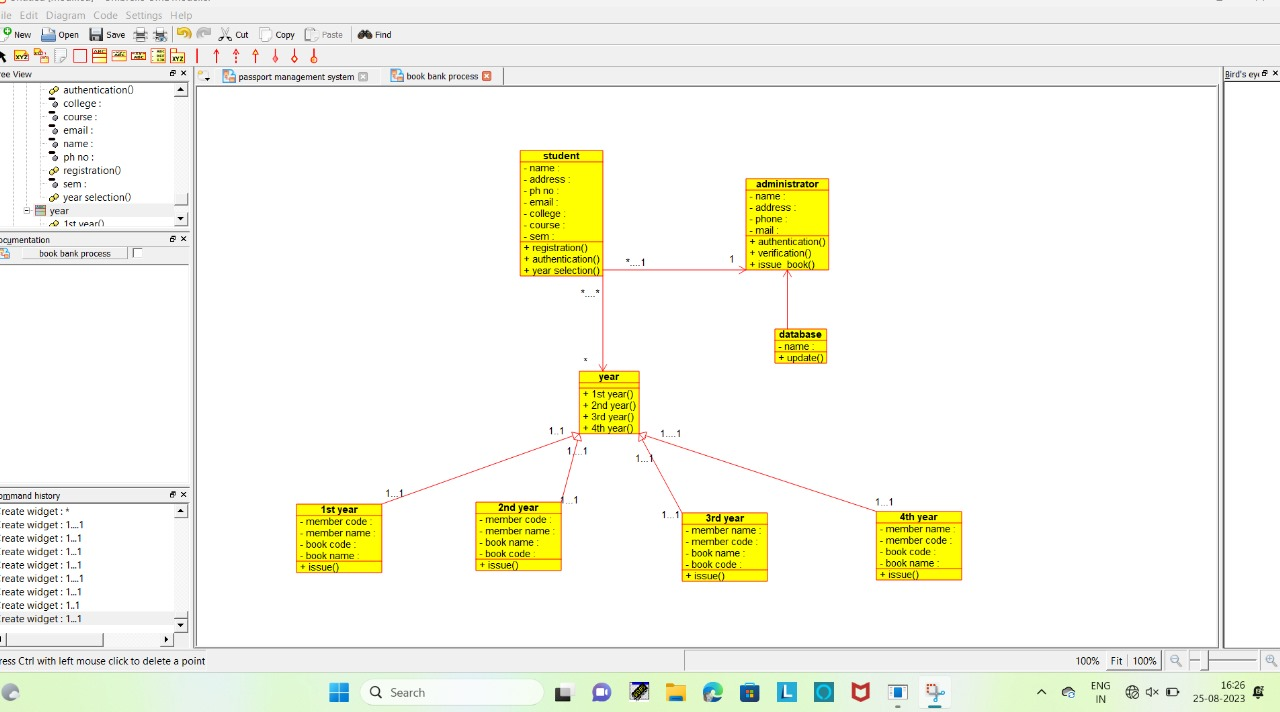 ile Edit Diagram Code Settings Help
New Open Save Cut Copy Paste Find
ree View
authentication()
college :
course :
email :
name :
ph no :
registration()
sem :
year selection()
year
1st year()
ocumentation
book bank process
ommand history
reate widget : *
reate widget : 1....1
reate widget : 1...1
reate widget : 1...1
reate widget : 1...1
reate widget : 1....1
reate widget : 1...1
reate widget : 1..1
reate widget : 1...1
passport management system
book bank process
Bird's eye
student
- name :
- address :
- ph no :
- email :
- college :
- course :
- sem :
+ registration()
+ authentication()
+ year selection()
*....1
1
administrator
- name :
- address :
- phone :
- mail :
+ authentication()
+ verification()
+ issue_book()
database
- name :
+ update()
*....*
*
year
+ 1st year()
+ 2nd year()
+ 3rd year()
+ 4th year()
1..1
1....1
1...1
1....1
1...1
1...1
1...1
1...1
1st year
- member code :
- member name :
- book code :
- book name :
+ issue()
2nd year
- member code :
- member name :
- book name :
- book code :
+ issue()
3rd year
- member name :
- member code :
- book name :
- book code :
+ issue()
4th year
- member name :
- member code :
- book code :
- book name :
+ issue()
ress Ctrl with left mouse click to delete a point
100% Fit 100%
Search
ENG
IN
16:26
25-08-2023